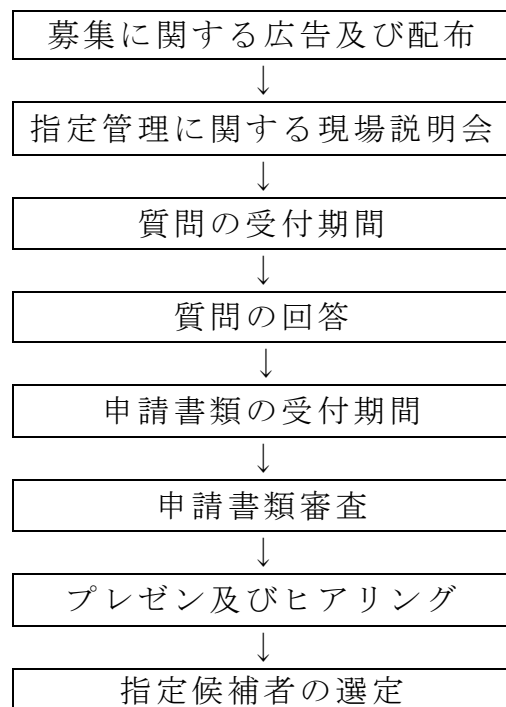 募集に関する広告及び配布
↓
指定管理に関する現場説明会
↓
質問の受付期間
↓
質問の回答
↓
申請書類の受付期間
↓
申請書類審査
↓
プレゼン及びヒアリング
↓
指定候補者の選定